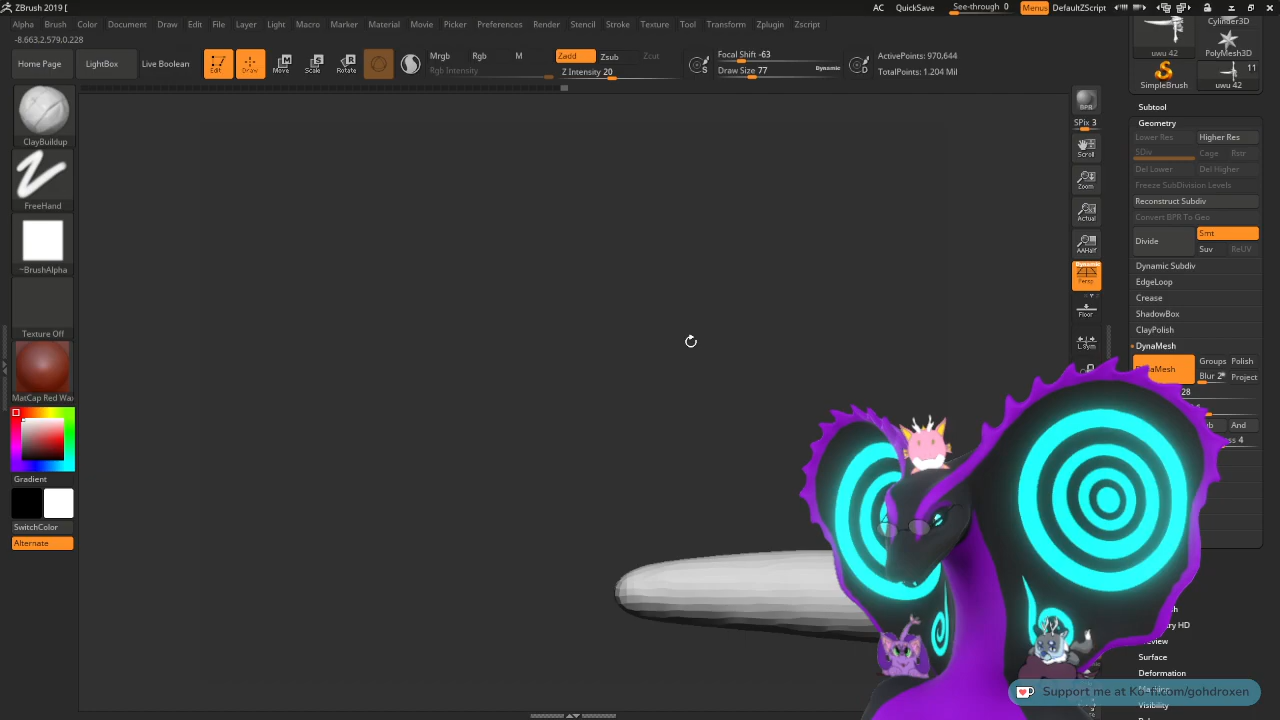 ZBrush 2019 [
AC QuickSave See-through 0 Menus DefaultZScript
Alpha Brush Color Document Draw Edit File Layer Light Macro Marker Material Movie Picker Preferences Render Stencil Stroke Texture Tool Transform Zplugin Zscript
-8.663,2.579,0.228
Home Page LightBox Live Boolean Edit Draw Move Scale Rotate
Mrgb Rgb M Zadd Zsub Zcut
Rgb Intensity Z Intensity 20
Focal Shift -63
Draw Size 77 Dynamic
ActivePoints: 970,644
TotalPoints: 1.204 Mil
ClayBuildup
FreeHand
~BrushAlpha
Texture Off
MatCap Red Wax
Gradient
SwitchColor
Alternate
BPR
SPix 3
Scroll
Zoom
Actual
AAHalf
Dynamic
Persp
Floor
L.Sym
Cylinder3D
uwu 42 PolyMesh3D
11
SimpleBrush uwu 42
Subtool
Geometry
Lower Res Higher Res
SDiv Cage Rstr
Del Lower Del Higher
Freeze SubDivision Levels
Reconstruct Subdiv
Convert BPR To Geo
Divide Smt
Suv ReUV
Dynamic Subdiv
EdgeLoop
Crease
ShadowBox
ClayPolish
DynaMesh
Groups Polish
Blur 2 Project
28
And
4
Surface
Deformation
Visibility
Support me at Ko-fi.com/gohdroxen